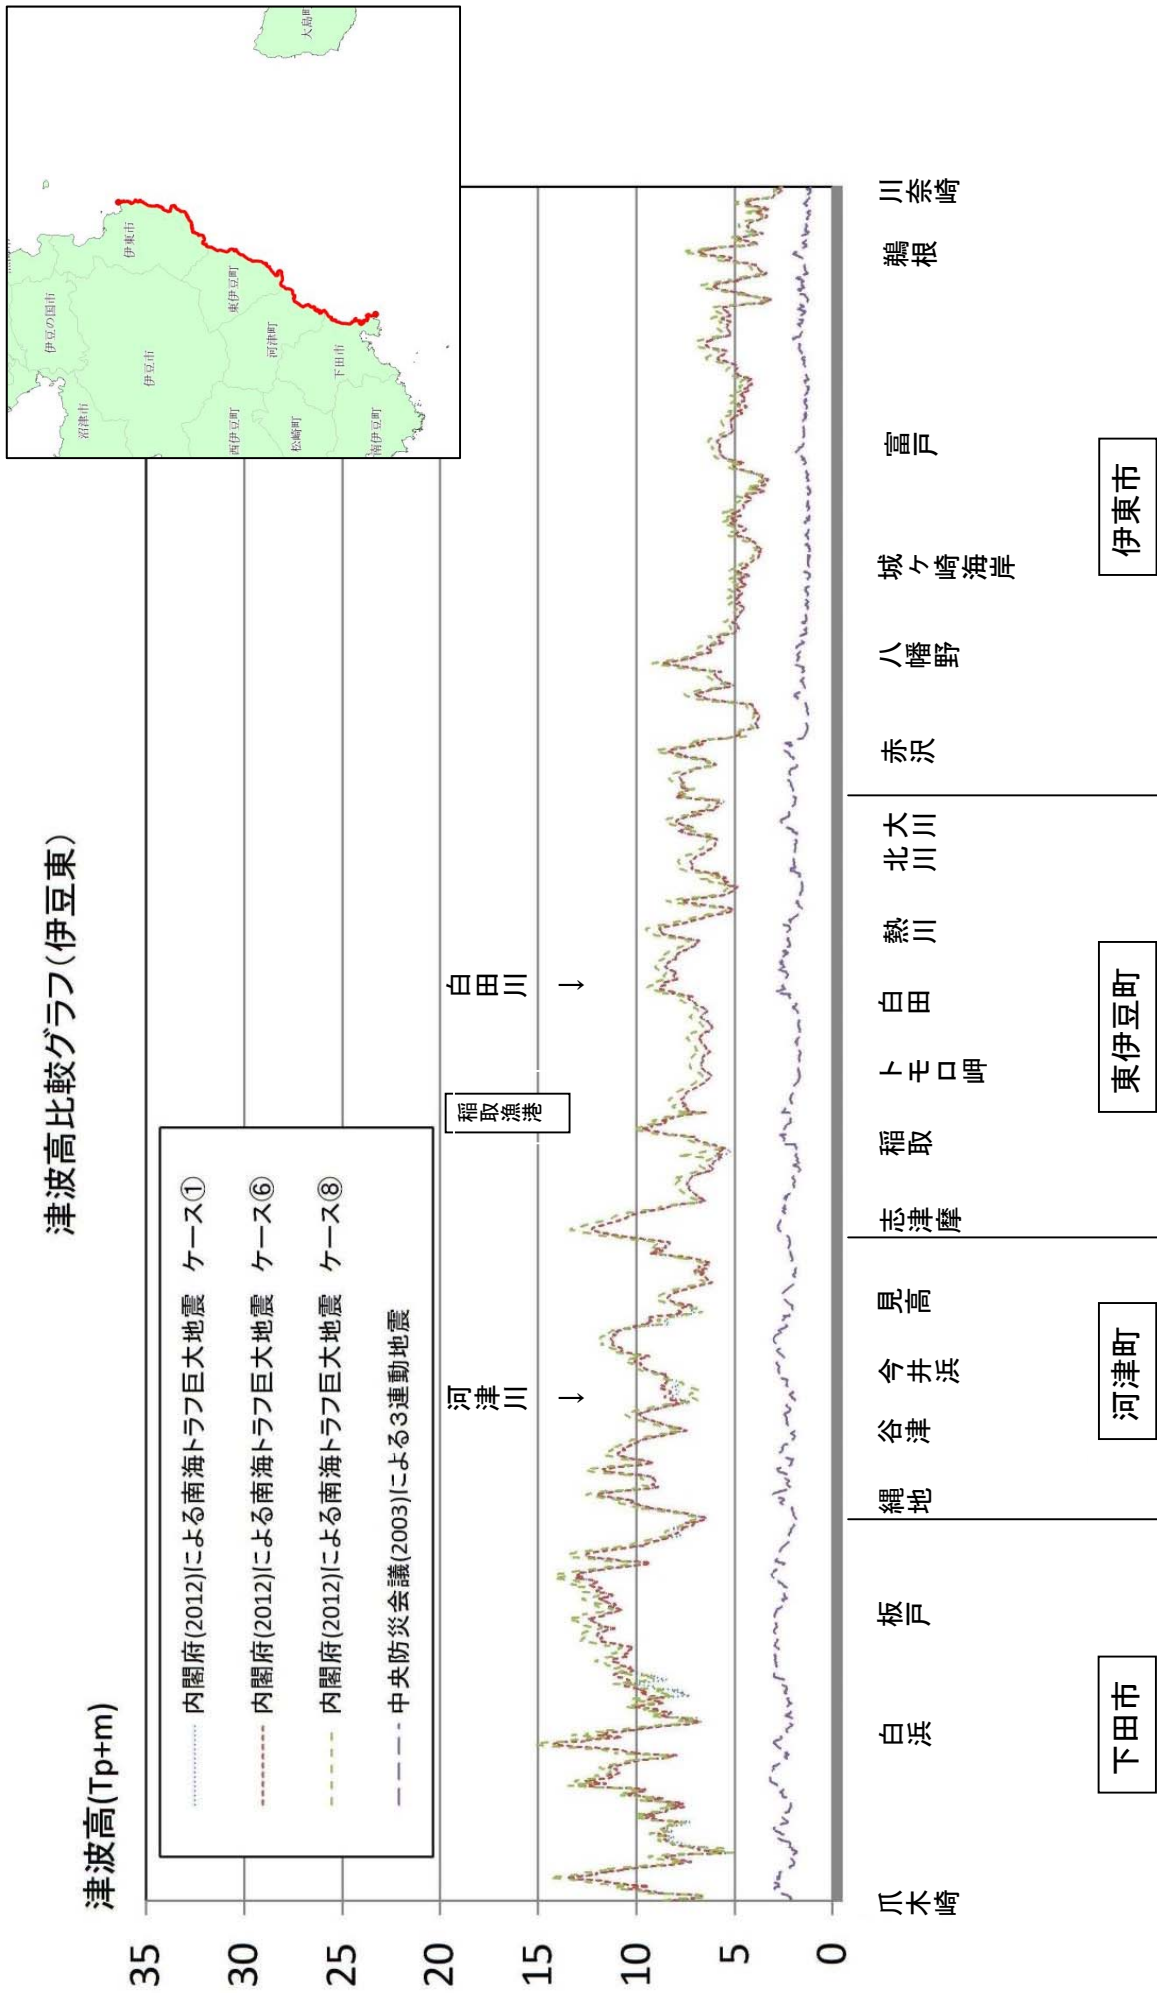 津波高比較グラフ(伊豆東)
津波高(Tp+m)
35
30
25
20
15
10
5
0
内閣府(2012)による南海トラフ巨大地震 ケース①
内閣府(2012)による南海トラフ巨大地震 ケース⑥
内閣府(2012)による南海トラフ巨大地震 ケース⑧
中央防災会議(2003)による3連動地震
河津川
↓
稲取漁港
白田川
↓
爪木崎
白浜
板戸
縄地
谷津
今井浜
見高
志津摩
稲取
トモロ岬
白田
熱川
北川
大川
赤沢
八幡野
城ケ崎海岸
富戸
鵜根
川奈崎
下田市
河津町
東伊豆町
伊東市
沼津市
伊豆の国市
伊豆市
伊東市
西伊豆町
東伊豆町
松崎町
河津町
南伊豆町
下田市
大島町